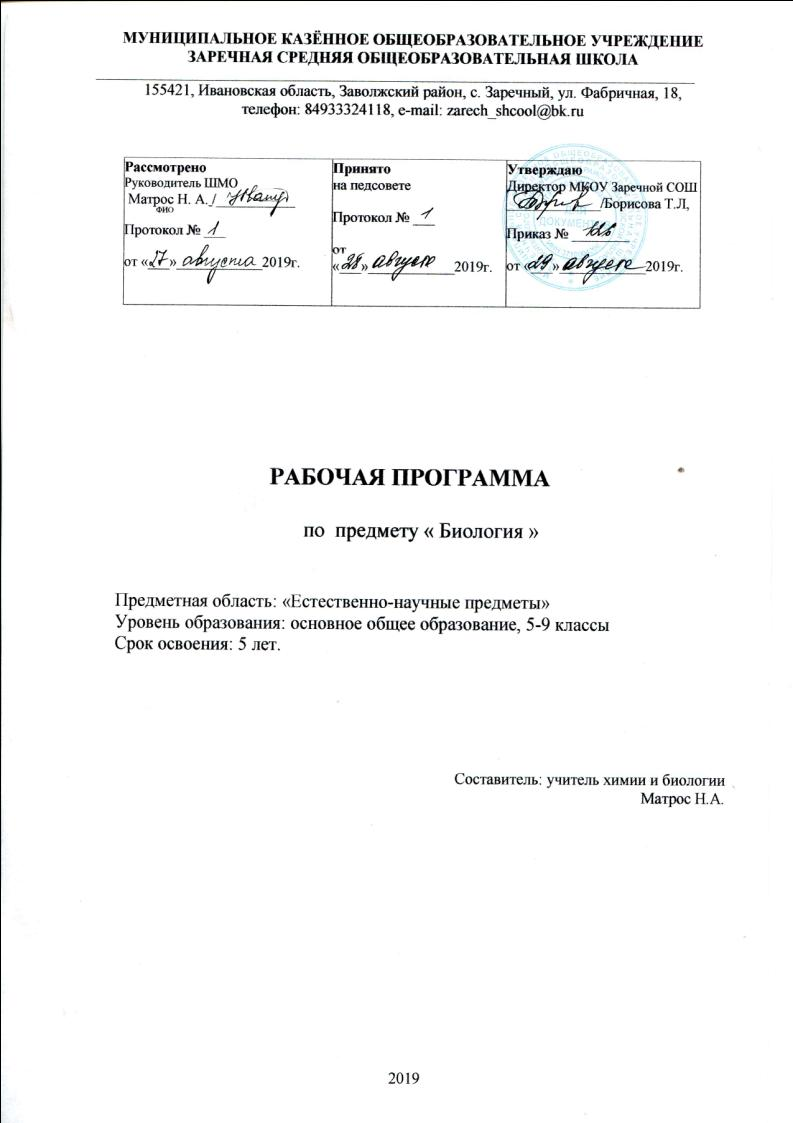 МУНИЦИПАЛЬНОЕ КАЗЁННОЕ ОБЩЕОБРАЗОВАТЕЛЬНОЕ УЧРЕЖДЕНИЕ
ЗАРЕЧНАЯ СРЕДНЯЯ ОБЩЕОБРАЗОВАТЕЛЬНАЯ ШКОЛА
155421, Ивановская область, Заволжский район, с. Заречный, ул. Фабричная, 18,
телефон: 84933324118, e-mail: zarech_shcool@bk.ru
Рассмотрено
Руководитель ШМО
Матрос Н. А./
ФИО
Протокол № 1
от «27» августа 2019г.
Принято
на педсовете
Протокол № 1
от
«28» августа 2019г.
Утверждаю
Директор МКОУ Заречной СОШ
/Борисова Т.Л,
Приказ №
от «29» августа 2019г.
РАБОЧАЯ ПРОГРАММА
по предмету « Биология »
Предметная область: «Естественно-научные предметы»
Уровень образования: основное общее образование, 5-9 классы
Срок освоения: 5 лет.
Составитель: учитель химии и биологии
Матрос Н.А.
2019